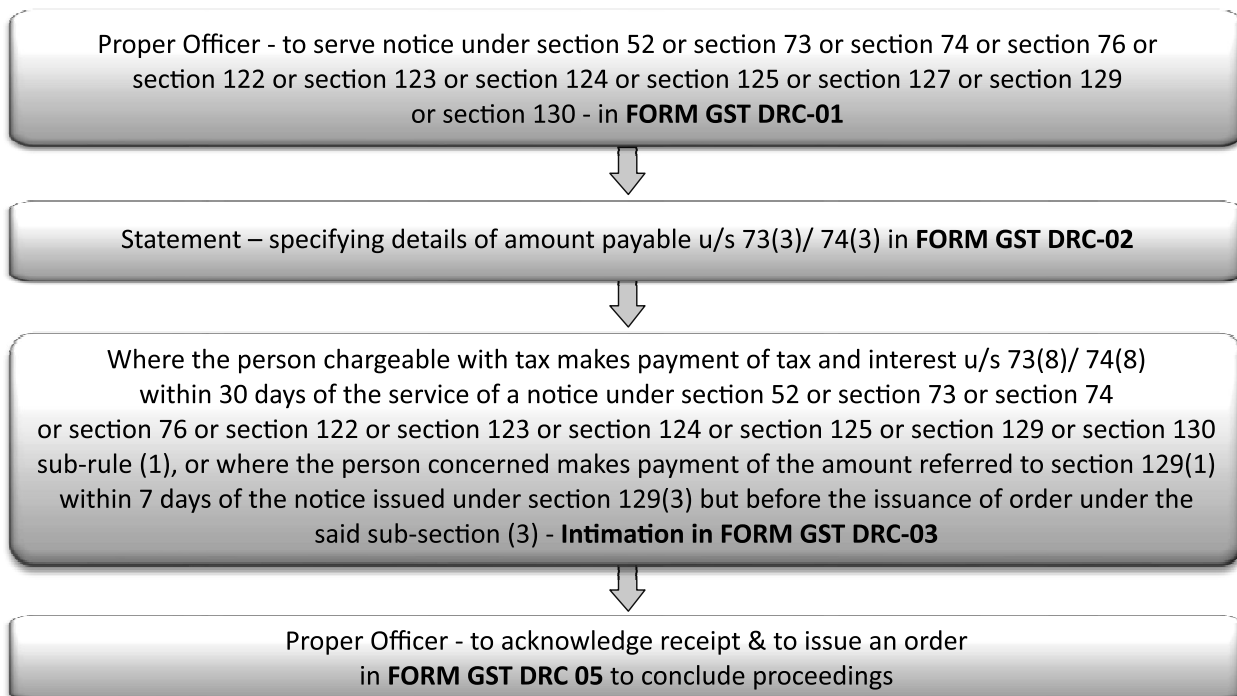 Proper Officer - to serve notice under section 52 or section 73 or section 74 or section 76 or
section 122 or section 123 or section 124 or section 125 or section 127 or section 129
or section 130 - in FORM GST DRC-01
Statement – specifying details of amount payable u/s 73(3)/ 74(3) in FORM GST DRC-02
Where the person chargeable with tax makes payment of tax and interest u/s 73(8)/ 74(8)
within 30 days of the service of a notice under section 52 or section 73 or section 74
or section 76 or section 122 or section 123 or section 124 or section 125 or section 129 or section 130
sub-rule (1), or where the person concerned makes payment of the amount referred to section 129(1)
within 7 days of the notice issued under section 129(3) but before the issuance of order under the
said sub-section (3) - Intimation in FORM GST DRC-03
Proper Officer - to acknowledge receipt & to issue an order
in FORM GST DRC 05 to conclude proceedings